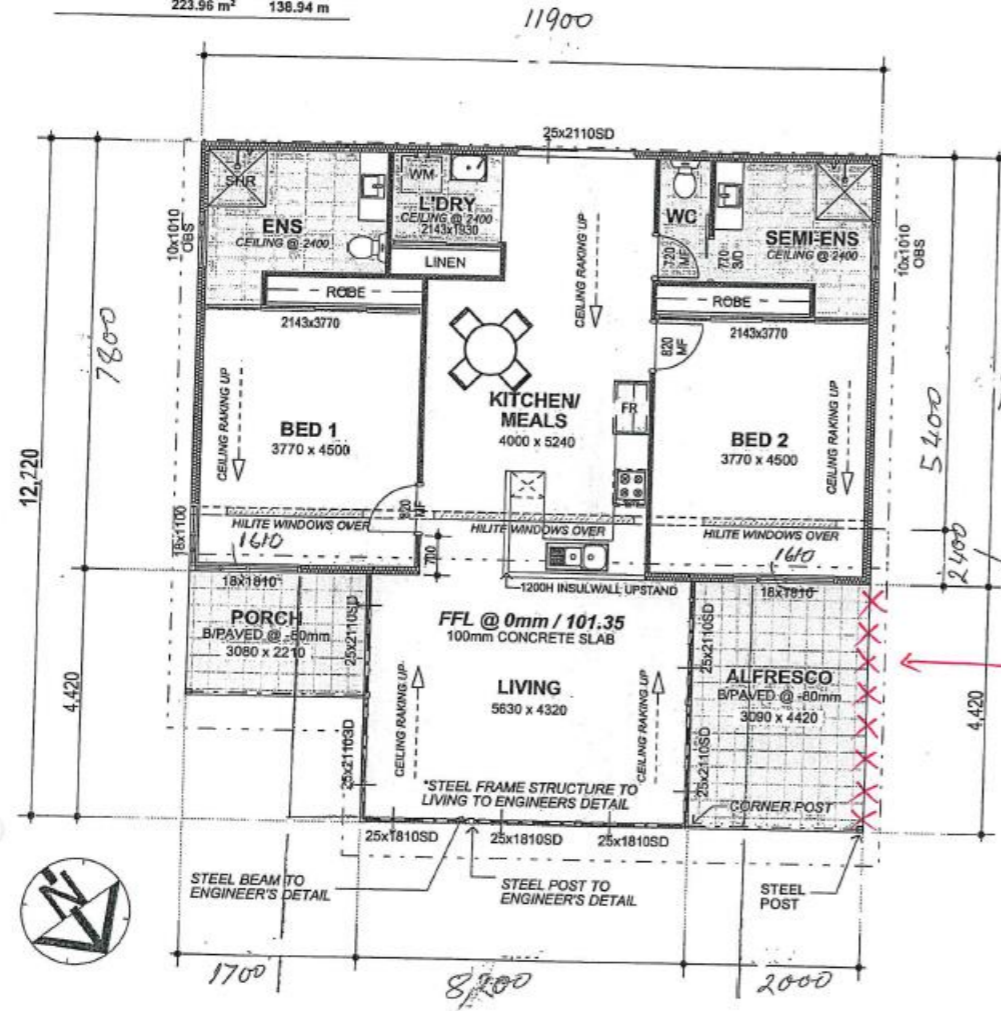 223.96 m² 138.94 m
11900
25x2110SD
SHR
WM
ENS
CEILING @ 2400
L'DRY
CEILING @ 2400
2143x1930
LINEN
WC
720
MF
720
S/D
SEMI-ENS
CEILING @ 2400
10x1010
OBS
10x1010
OBS
CEILING RAKING UP
ROBE
ROBE
2143x3770
2143x3770
820
MF
7800
12,220
KITCHEN/
MEALS
4000 x 5240
FR
BED 1
3770 x 4500
CEILING RAKING UP
BED 2
3770 x 4500
CEILING RAKING UP
5400
820
MF
HILITE WINDOWS OVER
HILITE WINDOWS OVER
HILITE WINDOWS OVER
18x1100
1610
1610
700
2400
18x1810
18x1810
1200H INSULWALL UPSTAND
PORCH
B/PAVED @ -80mm
3080 x 2210
25x2110SD
FFL @ 0mm / 101.35
100mm CONCRETE SLAB
25x2110SD
LIVING
5630 x 4320
ALFRESCO
B/PAVED @ -80mm
3090 x 4420
4,420
4,420
CEILING RAKING UP
CEILING RAKING UP
25x2110SD
25x2110SD
*STEEL FRAME STRUCTURE TO
LIVING TO ENGINEERS DETAIL
CORNER POST
25x1810SD
25x1810SD
25x1810SD
N
STEEL BEAM TO
ENGINEER'S DETAIL
STEEL POST TO
ENGINEER'S DETAIL
STEEL
POST
1700
2000